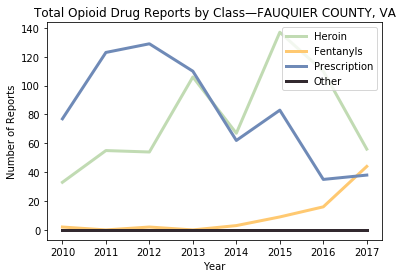 Total Opioid Drug Reports by Class—FAUQUIER COUNTY, VA
Heroin
Fentanyls
Prescription
Other
140
120
100
80
60
40
20
0
Number of Reports
2010 2011 2012 2013 2014 2015 2016 2017
Year